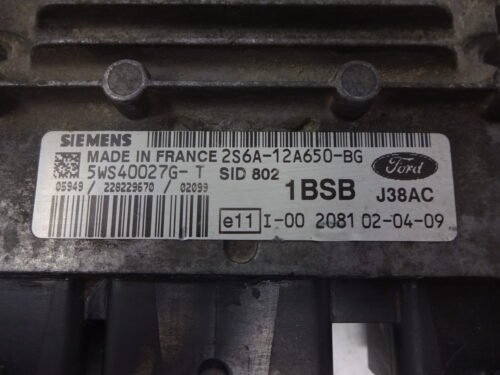 SIEMENS
MADE IN FRANCE 2S6A-12A650-BG
5WS40027G-T SID 802
Ford
05949 / 228229670 / 02099
1BSB J38AC
e11 I-00 2081 02-04-09